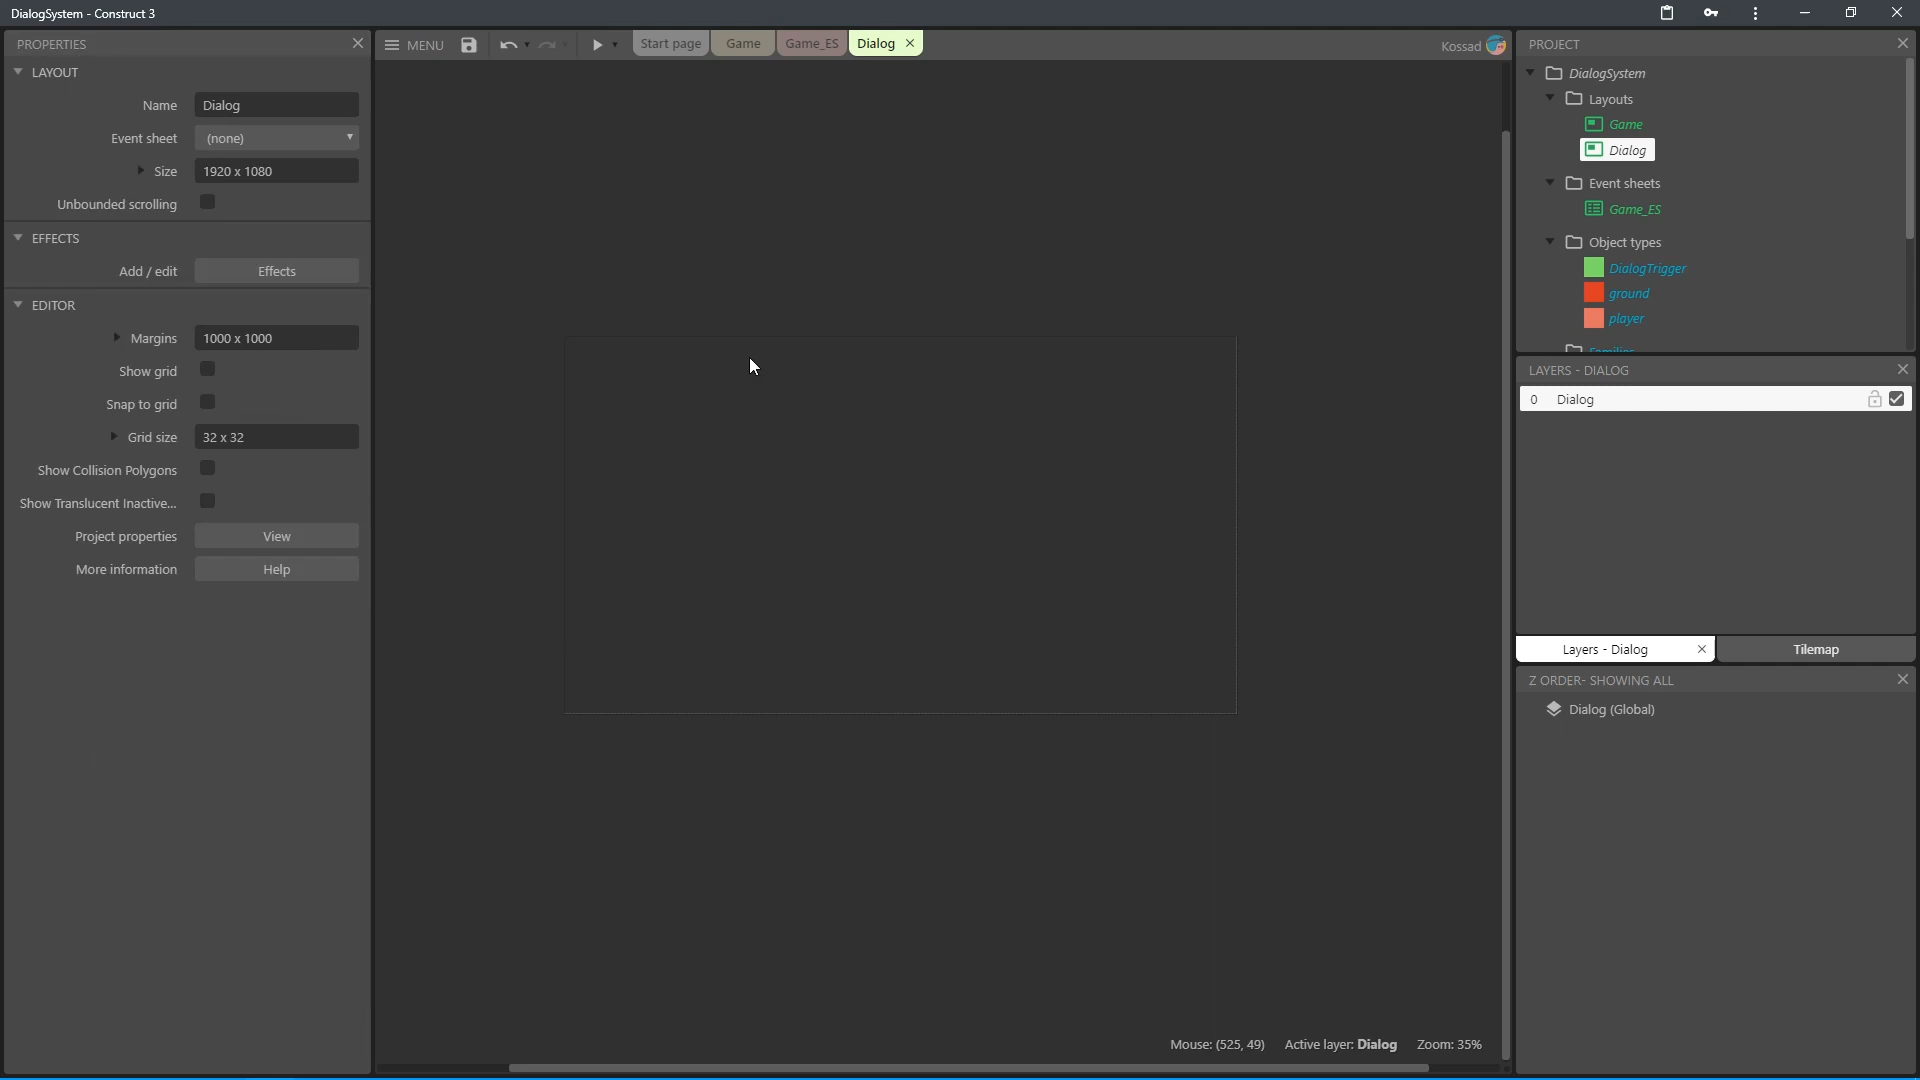 DialogSystem - Construct 3
PROPERTIES
LAYOUT
Name Dialog
Event sheet (none)
Size 1920 x 1080
Unbounded scrolling
EFFECTS
Add / edit Effects
EDITOR
Margins 1000 x 1000
Show grid
Snap to grid
Grid size 32 x 32
Show Collision Polygons
Show Translucent Inactive...
Project properties View
More information Help
MENU
Start page
Game
Game_ES
Dialog
Kossad
Mouse: (525, 49) Active layer: Dialog Zoom: 35%
PROJECT
DialogSystem
Layouts
Game
Dialog
Event sheets
Game_ES
Object types
DialogTrigger
ground
player
Families
LAYERS - DIALOG
0 Dialog
Layers - Dialog
Tilemap
Z ORDER- SHOWING ALL
Dialog (Global)